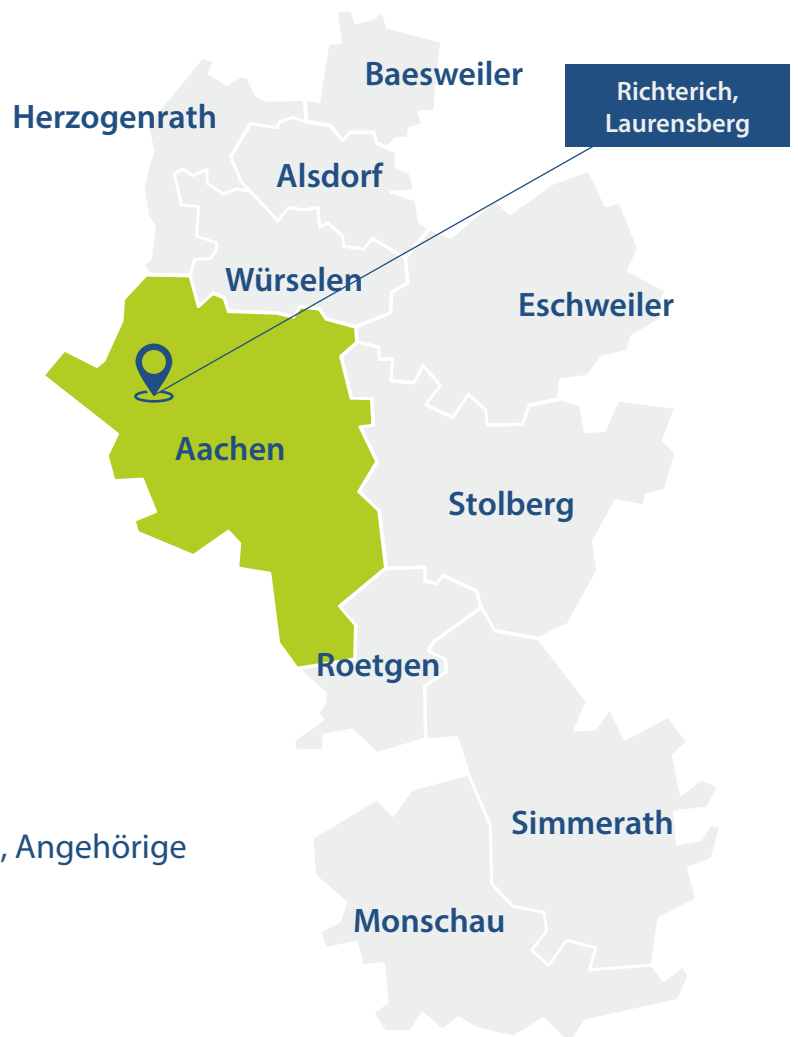 Baesweiler
Richterich,
Laurensberg
Herzogenrath
Alsdorf
Würselen
Eschweiler
Aachen
Stolberg
Roetgen
Simmerath
, Angehörige
Monschau